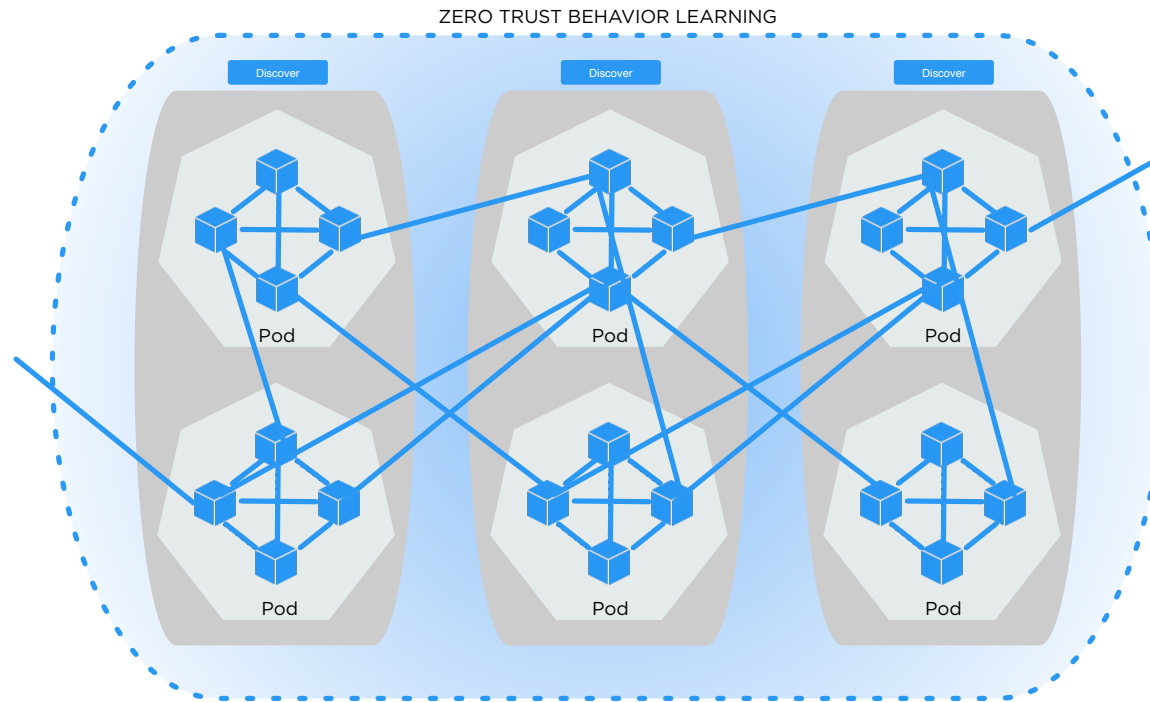 ZERO TRUST BEHAVIOR LEARNING
Discover
Discover
Discover
Pod
Pod
Pod
Pod
Pod
Pod